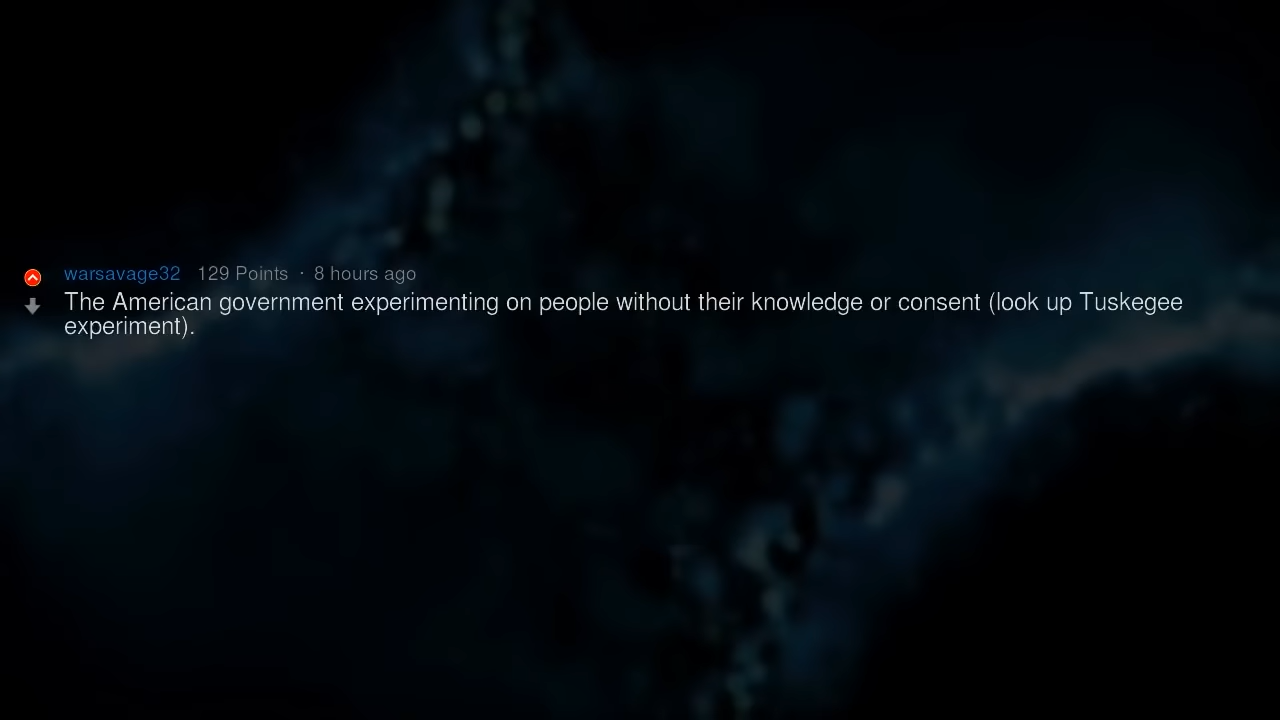 warsavage32 129 Points · 8 hours ago
The American government experimenting on people without their knowledge or consent (look up Tuskegee
experiment).